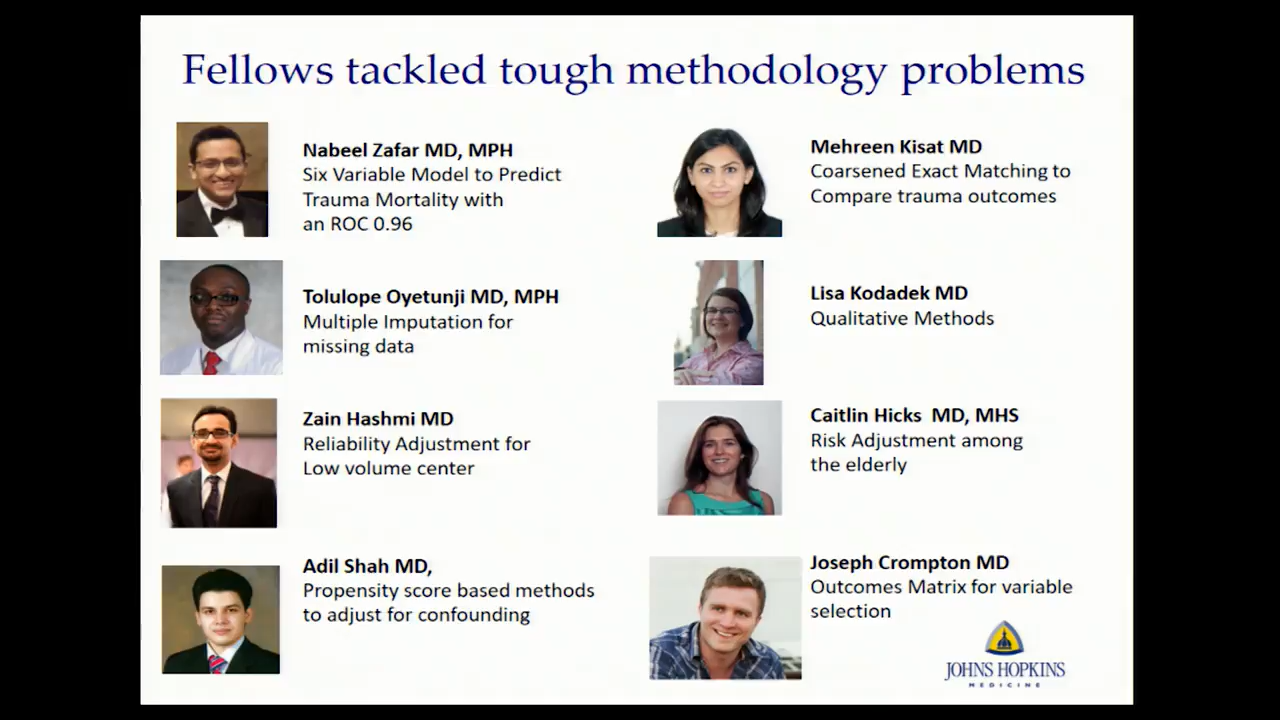 Fellows tackled tough methodology problems
Nabeel Zafar MD, MPH
Six Variable Model to Predict
Trauma Mortality with
an ROC 0.96
Tolulope Oyetunji MD, MPH
Multiple Imputation for
missing data
Zain Hashmi MD
Reliability Adjustment for
Low volume center
Adil Shah MD,
Propensity score based methods
to adjust for confounding
Mehreen Kisat MD
Coarsened Exact Matching to
Compare trauma outcomes
Lisa Kodadek MD
Qualitative Methods
Caitlin Hicks  MD, MHS
Risk Adjustment among
the elderly
Joseph Crompton MD
Outcomes Matrix for variable
selection
JOHNS HOPKINS
MEDICINE